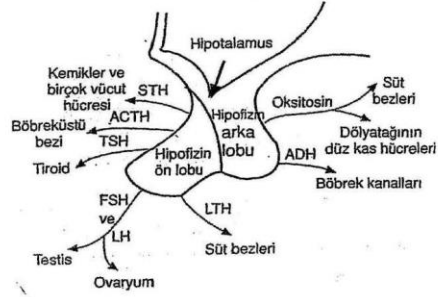 Hipotalamus
Kemikler ve
birçok vücut
hücresi
STH
ACTH
Böbreküstü
bezi
TSH
Tiroid
Hipofizin
ön lobu
Hipofizin
arka
lobu
Oksitosin
Süt
bezleri
Dölyatağının
düz kas hücreleri
ADH
Böbrek kanalları
FSH
ve
LH
Testis
Ovaryum
LTH
Süt bezleri